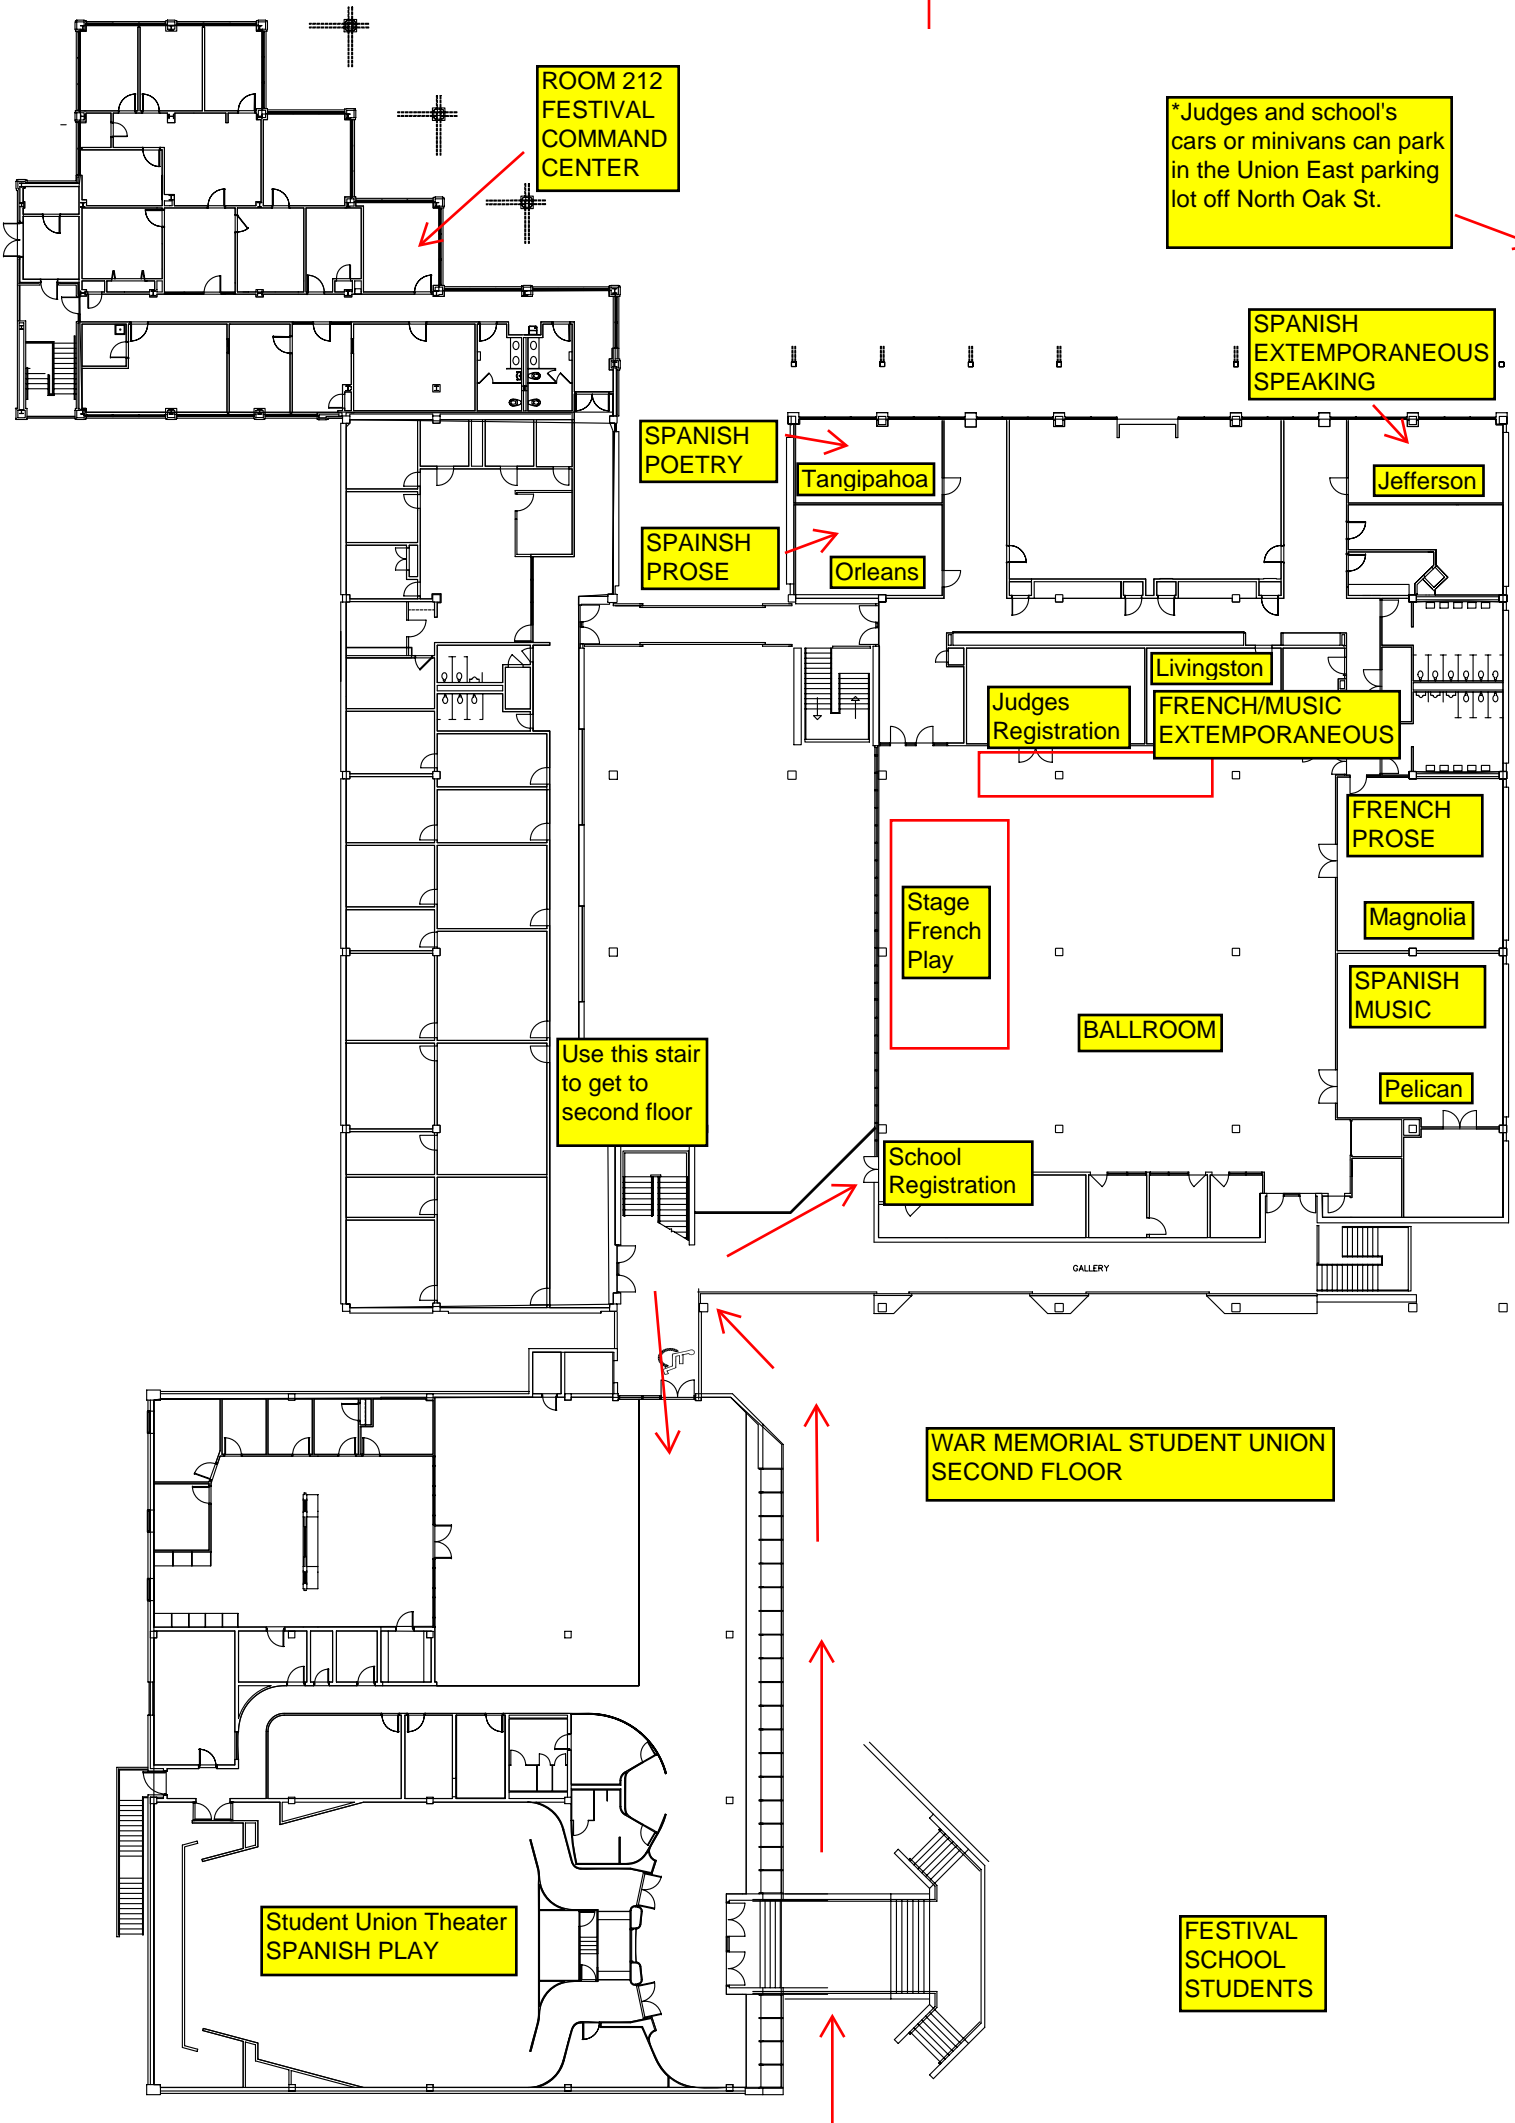 ROOM 212
FESTIVAL
COMMAND
CENTER
*Judges and school's
cars or minivans can park
in the Union East parking
lot off North Oak St.
SPANISH
EXTEMPORANEOUS
SPEAKING
SPANISH
POETRY
Tangipahoa
Jefferson
SPAINSH
PROSE
Orleans
Livingston
Judges
Registration
FRENCH/MUSIC
EXTEMPORANEOUS
FRENCH
PROSE
Magnolia
Stage
French
Play
SPANISH
MUSIC
BALLROOM
Pelican
Use this stair
to get to
second floor
School
Registration
GALLERY
WAR MEMORIAL STUDENT UNION
SECOND FLOOR
Student Union Theater
SPANISH PLAY
FESTIVAL
SCHOOL
STUDENTS